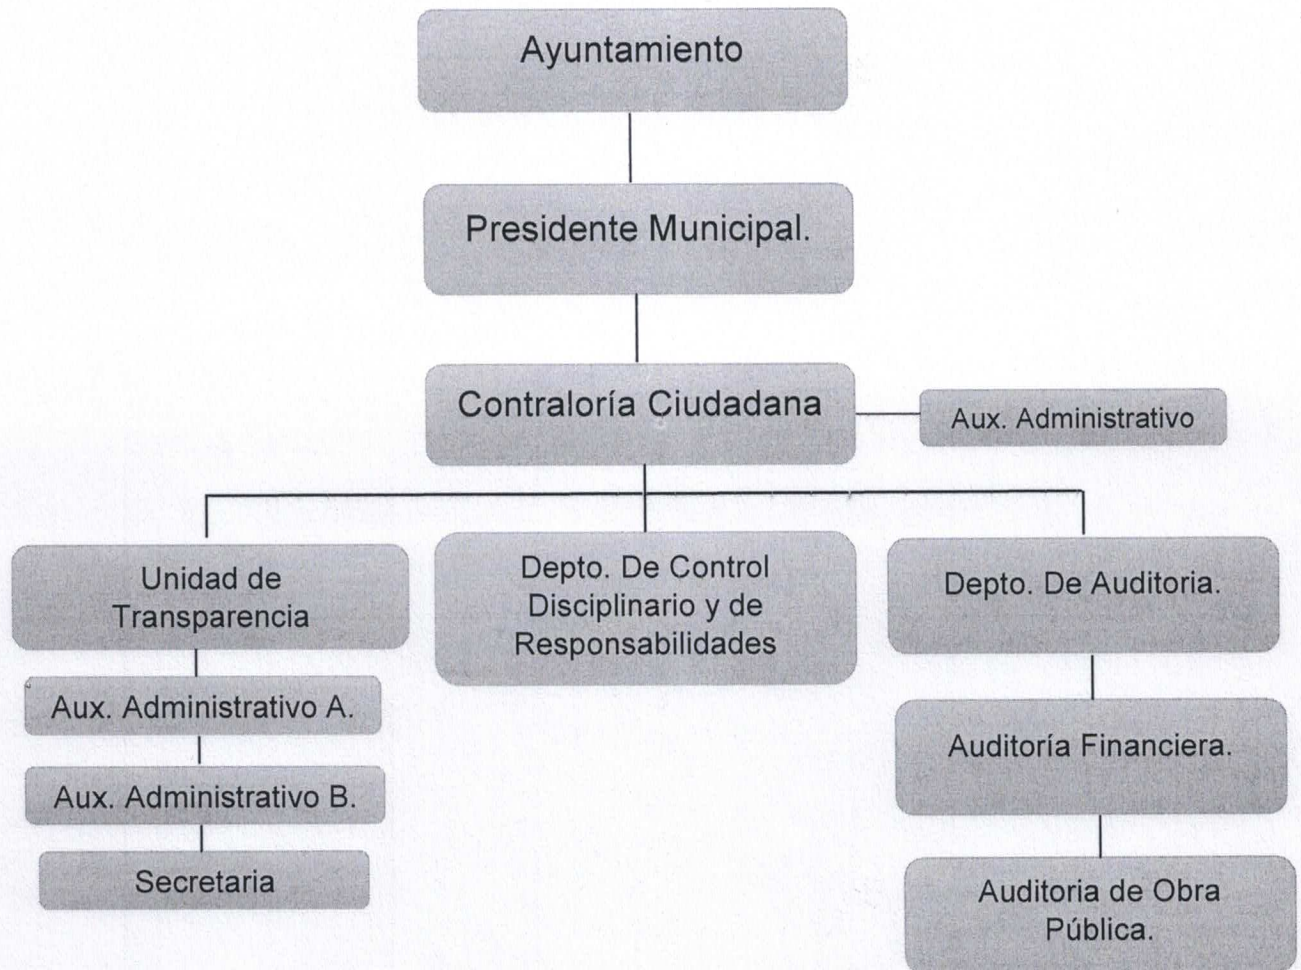 Ayuntamiento
Presidente Municipal.
Contraloría Ciudadana
Aux. Administrativo
Unidad de
Transparencia
Depto. De Control
Disciplinario y de
Responsabilidades
Depto. De Auditoria.
Aux. Administrativo A.
Auditoría Financiera.
Aux. Administrativo B.
Secretaria
Auditoria de Obra
Pública.